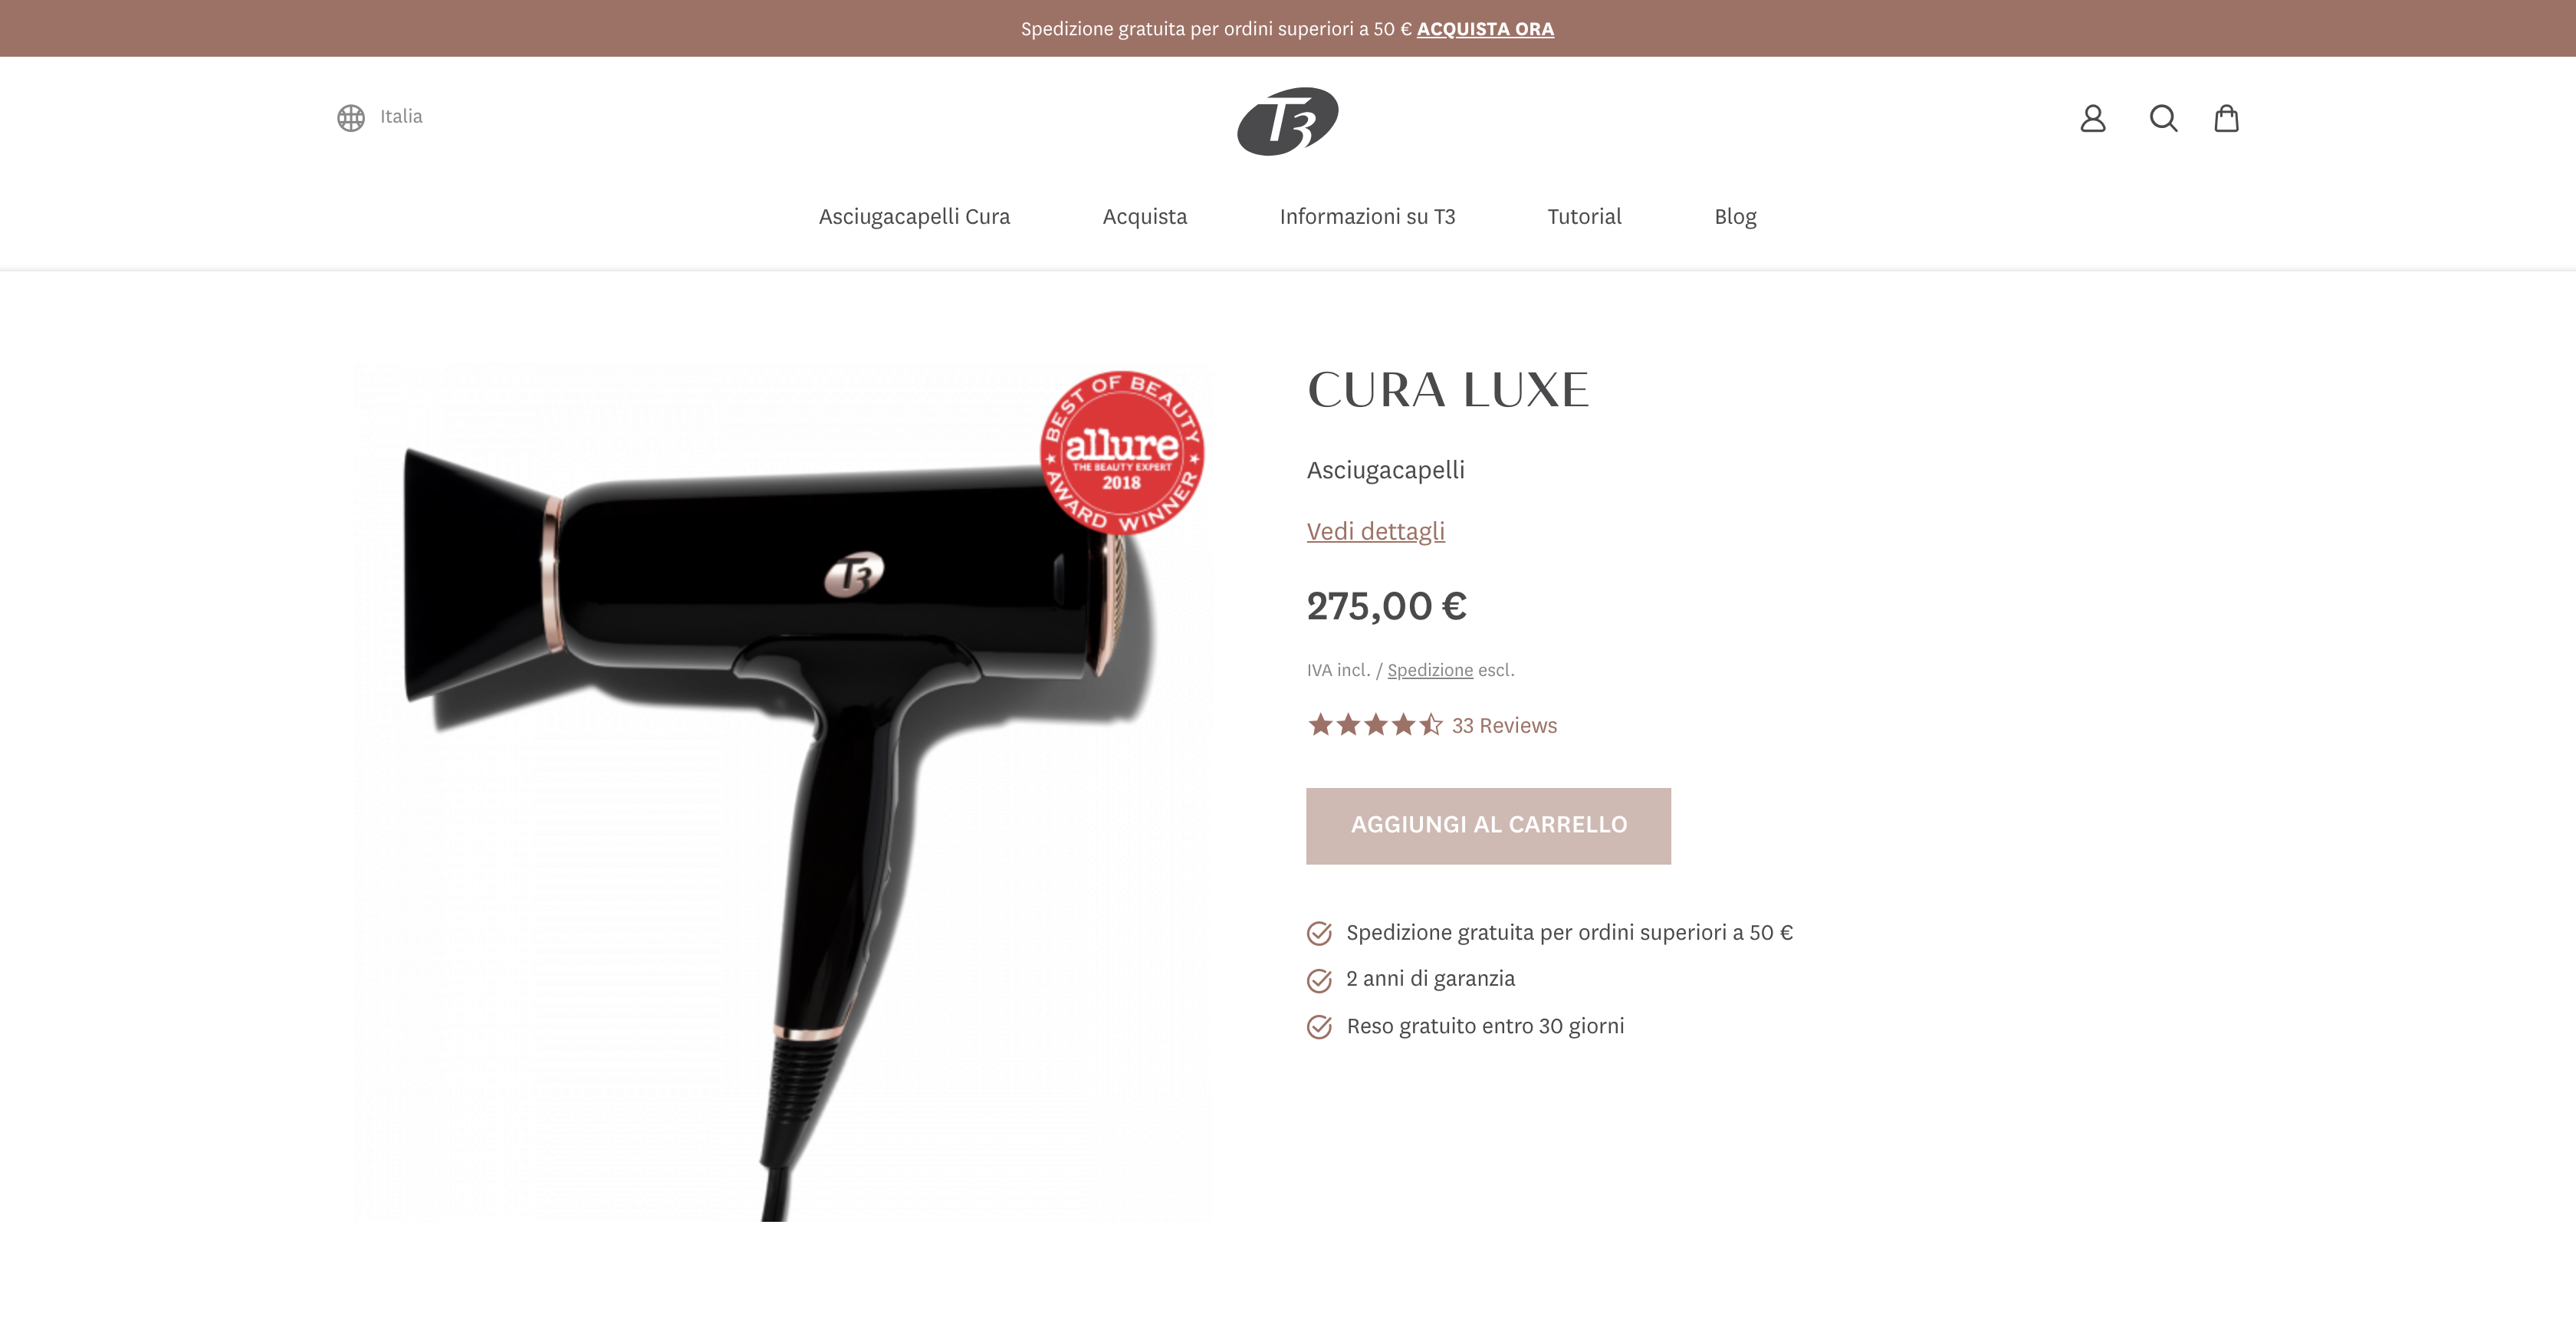 Spedizione gratuita per ordini superiori a 50 € ACQUISTA ORA
Italia
T3
Asciugacapelli Cura
Acquista
Informazioni su T3
Tutorial
Blog
BEST OF BEAUTY
allure
THE BEAUTY EXPERT
2018
AWARD WINNER
T3
CURA LUXE
Asciugacapelli
Vedi dettagli
275,00 €
IVA incl. / Spedizione escl.
33 Reviews
AGGIUNGI AL CARRELLO
Spedizione gratuita per ordini superiori a 50 €
2 anni di garanzia
Reso gratuito entro 30 giorni